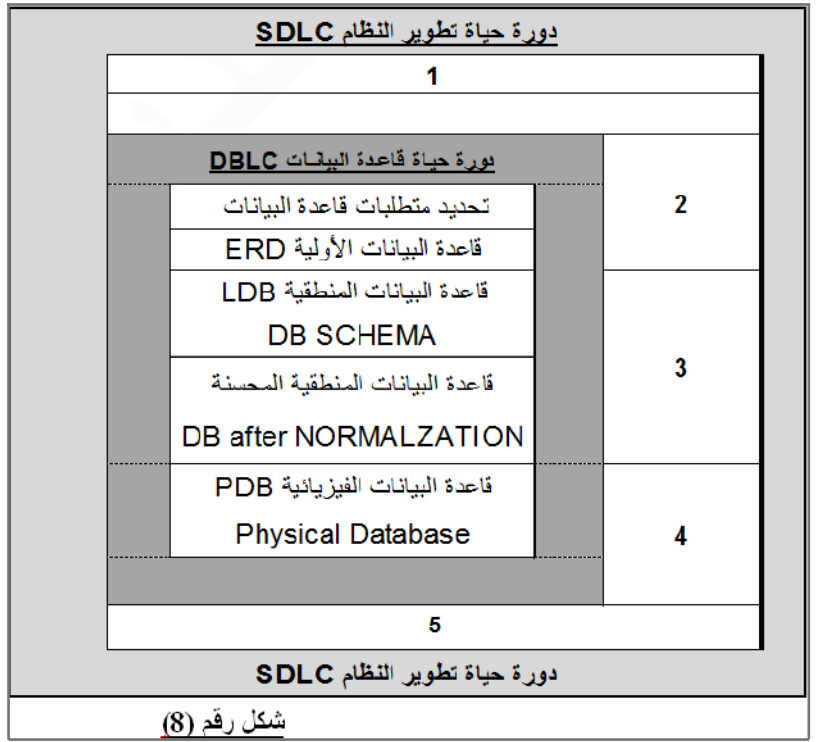 دورة حياة تطوير النظام SDLC
1
دورة حياة قاعدة البيانات DBLC
2
تحديد متطلبات قاعدة البيانات
قاعدة البيانات الأولية ERD
قاعدة البيانات المنطقية LDB
DB SCHEMA
3
قاعدة البيانات المنطقية المحسنة
DB after NORMALZATION
قاعدة البيانات الفيزيائية PDB
Physical Database
4
5
دورة حياة تطوير النظام SDLC
شكل رقم (8)